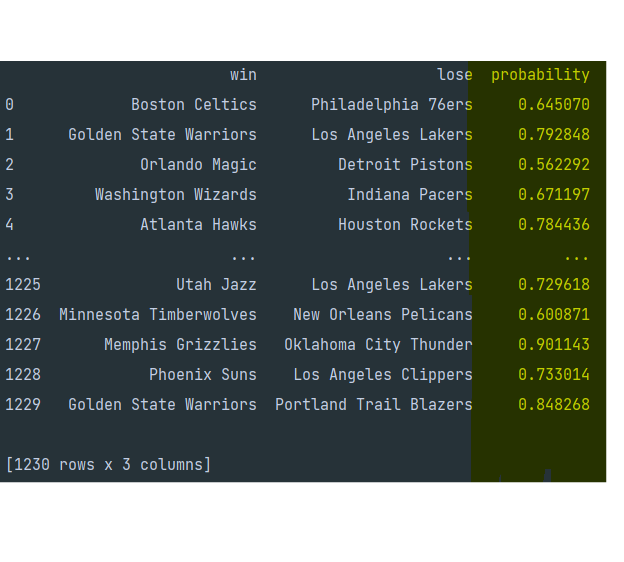 win lose probability
0 Boston Celtics Philadelphia 76ers 0.645070
1 Golden State Warriors Los Angeles Lakers 0.792848
2 Orlando Magic Detroit Pistons 0.562292
3 Washington Wizards Indiana Pacers 0.671197
4 Atlanta Hawks Houston Rockets 0.784436
... ... ... ...
1225 Utah Jazz Los Angeles Lakers 0.729618
1226 Minnesota Timberwolves New Orleans Pelicans 0.600871
1227 Memphis Grizzlies Oklahoma City Thunder 0.901143
1228 Phoenix Suns Los Angeles Clippers 0.733014
1229 Golden State Warriors Portland Trail Blazers 0.848268
[1230 rows x 3 columns]